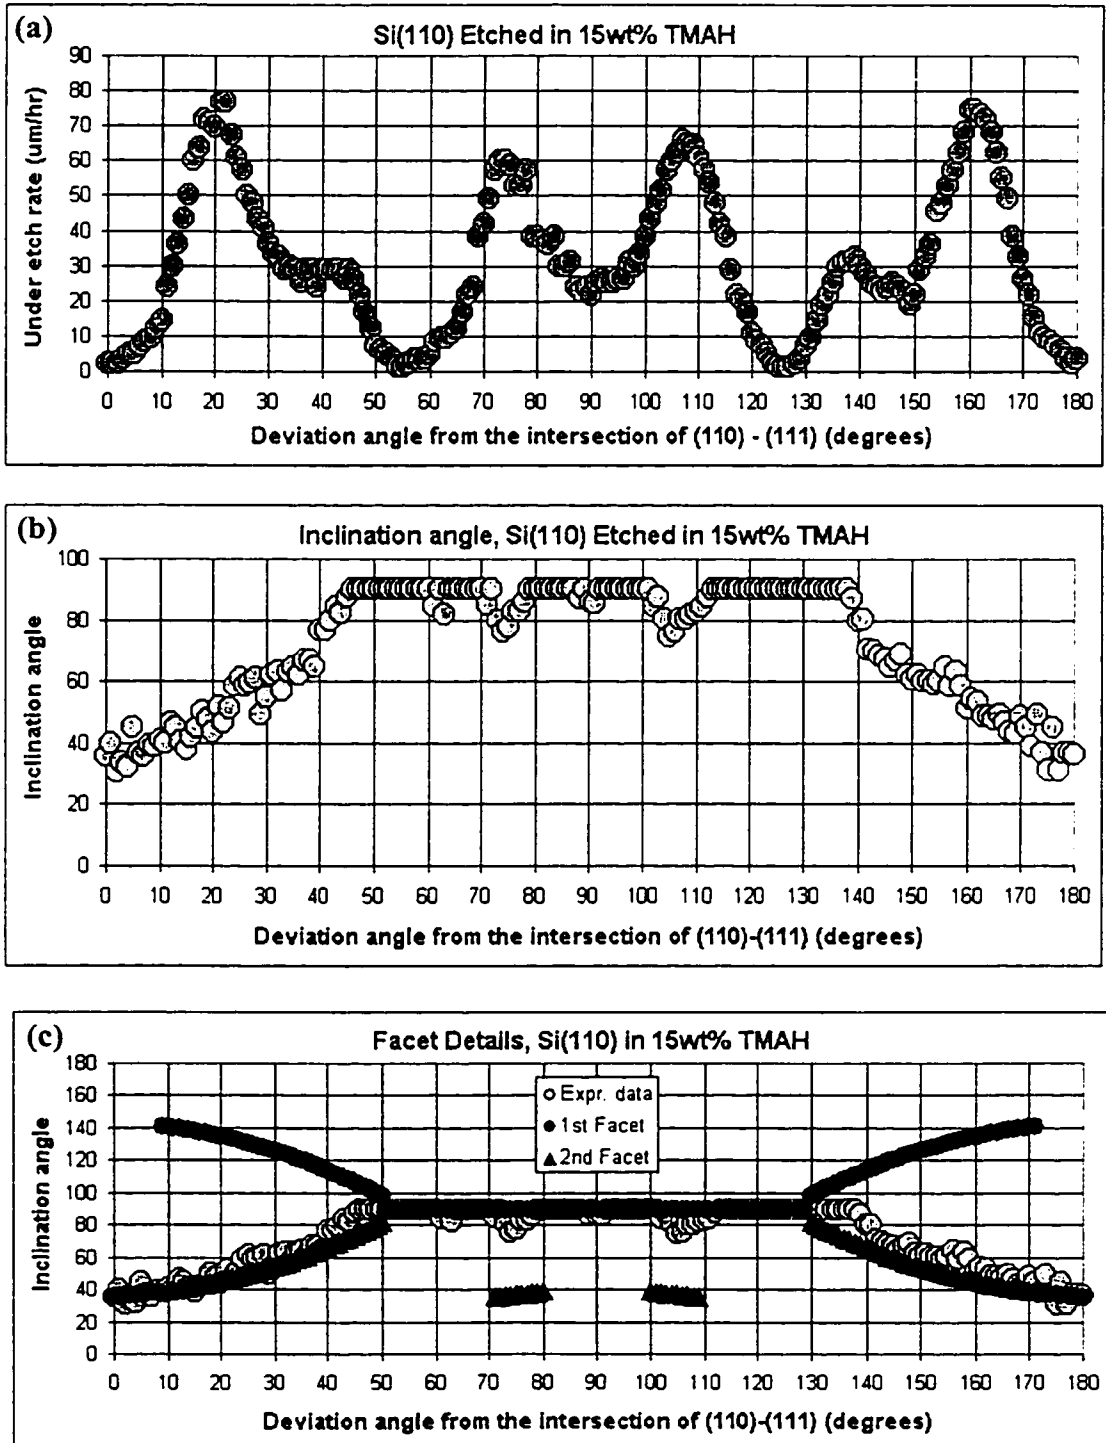 (a)
Si(110) Etched in 15wt% TMAH
Under etch rate (um/hr)
90
80
70
60
50
40
30
20
10
0
0 10 20 30 40 50 60 70 80 90 100 110 120 130 140 150 160 170 180
Deviation angle from the intersection of (110) - (111) (degrees)
(b)
Inclination angle, Si(110) Etched in 15wt% TMAH
Inclination angle
100
80
60
40
20
0
0 10 20 30 40 50 60 70 80 90 100 110 120 130 140 150 160 170 180
Deviation angle from the intersection of (110)-(111) (degrees)
(c)
Facet Details, Si(110) in 15wt% TMAH
Inclination angle
180
160
140
120
100
80
60
40
20
0
Expr. data
1st Facet
2nd Facet
0 10 20 30 40 50 60 70 80 90 100 110 120 130 140 150 160 170 180
Deviation angle from the intersection of (110)-(111) (degrees)